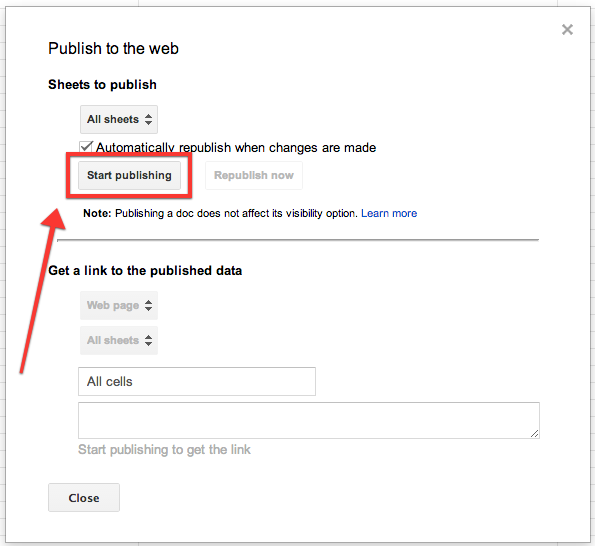 Publish to the web
Sheets to publish
All sheets
Automatically republish when changes are made
Start publishing
Republish now
Note: Publishing a doc does not affect its visibility option. Learn more
Get a link to the published data
Web page
All sheets
All cells
Start publishing to get the link
Close